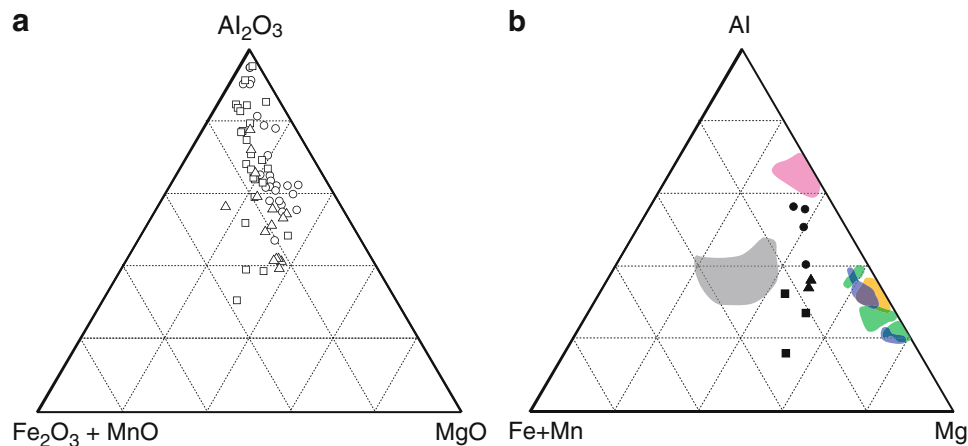 a
Al₂O₃
Fe₂O₃ + MnO
MgO
b
Al
Fe+Mn
Mg